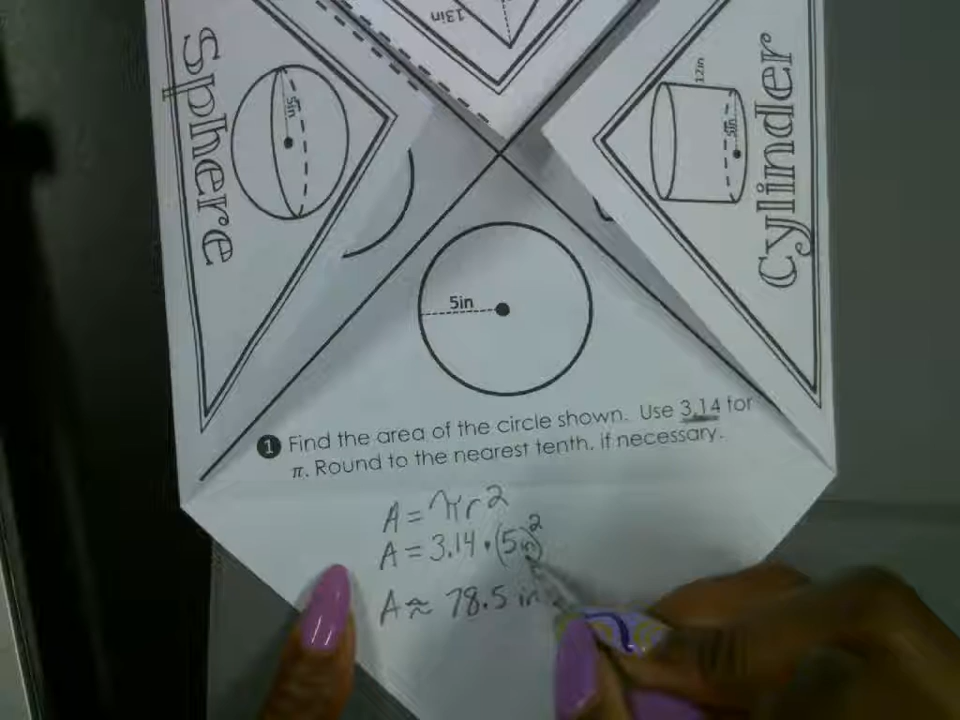 13in
Sphere
5in
12in
5in
Cylinder
5in
1 Find the area of the circle shown. Use 3.14 for
π. Round to the nearest tenth, if necessary.
A = πr²
A = 3.14 · (5in)²
A ≈ 78.5 in